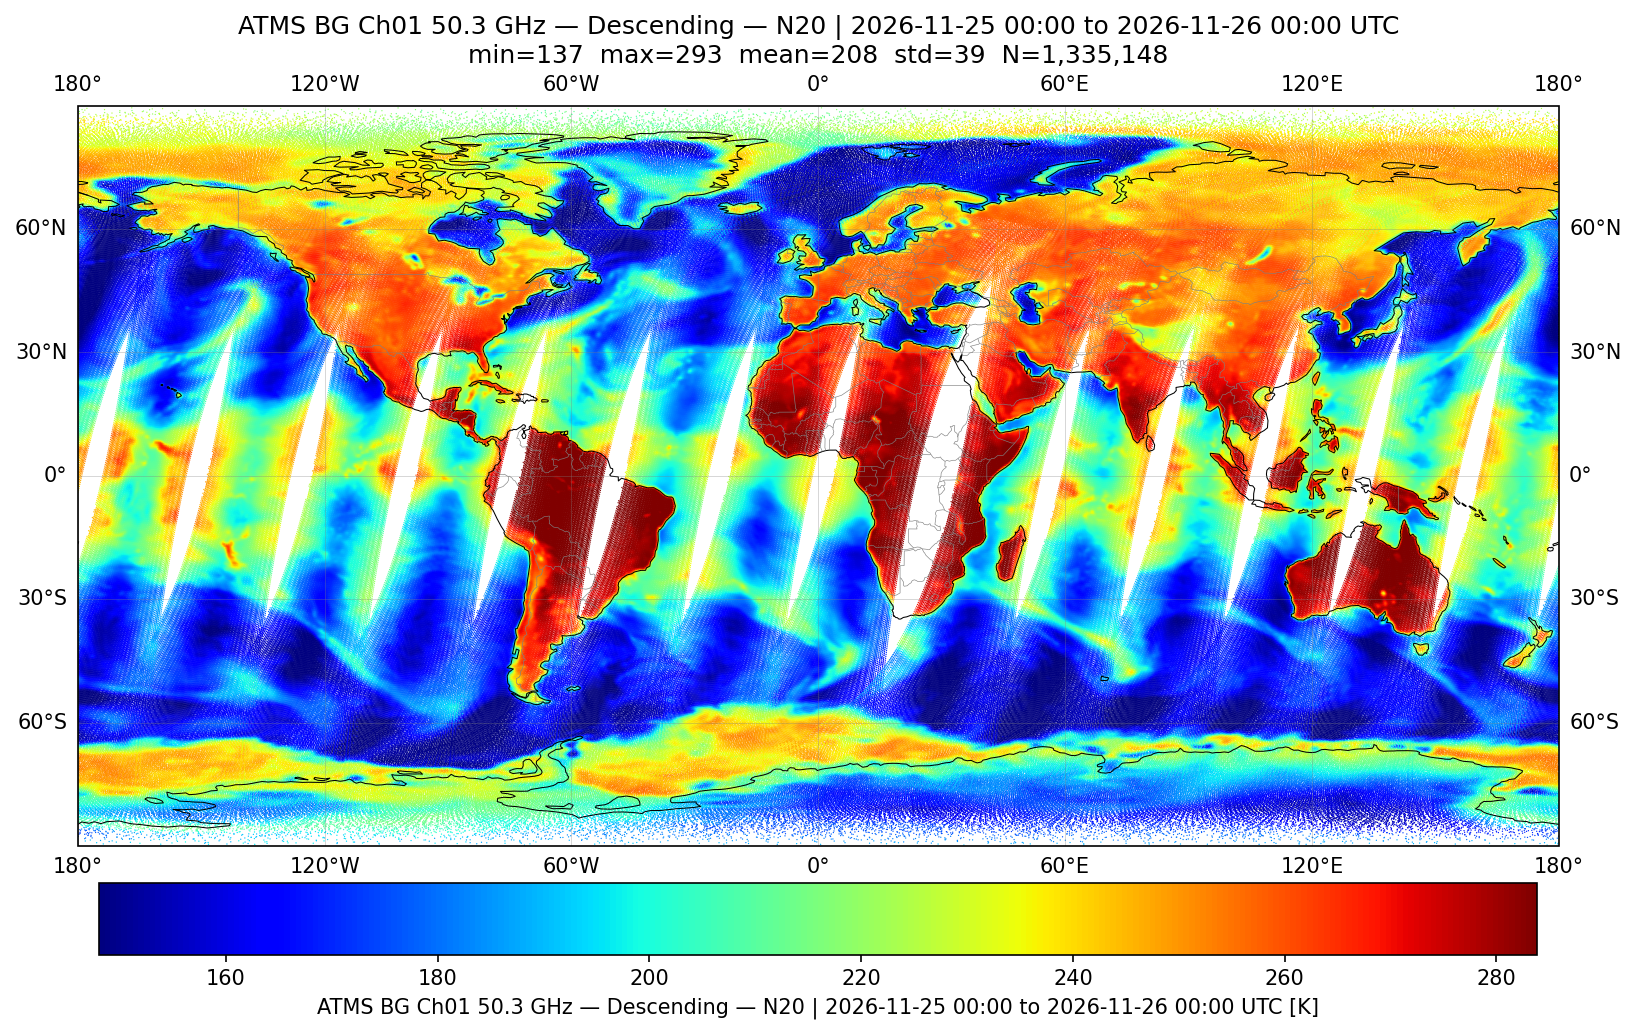 ATMS BG Ch01 50.3 GHz — Descending — N20 | 2026-11-25 00:00 to 2026-11-26 00:00 UTC
min=137  max=293  mean=208  std=39  N=1,335,148
180° 120°W 60°W 0° 60°E 120°E 180°
60°N 60°N
30°N 30°N
0° 0°
30°S 30°S
60°S 60°S
180° 120°W 60°W 0° 60°E 120°E 180°
160 180 200 220 240 260 280
ATMS BG Ch01 50.3 GHz — Descending — N20 | 2026-11-25 00:00 to 2026-11-26 00:00 UTC [K]